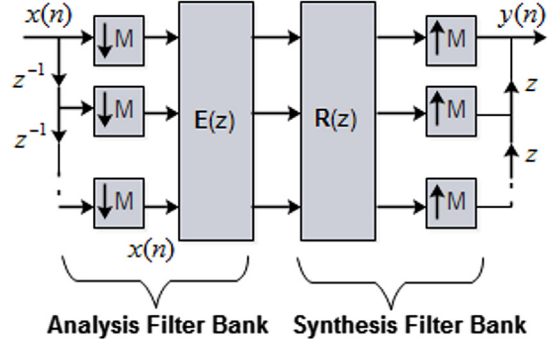 x(n) y(n)
↓M ↑M
z⁻¹ z
↓M E(z) R(z) ↑M
z⁻¹ z
↓M ↑M
x(n)
Analysis Filter Bank Synthesis Filter Bank